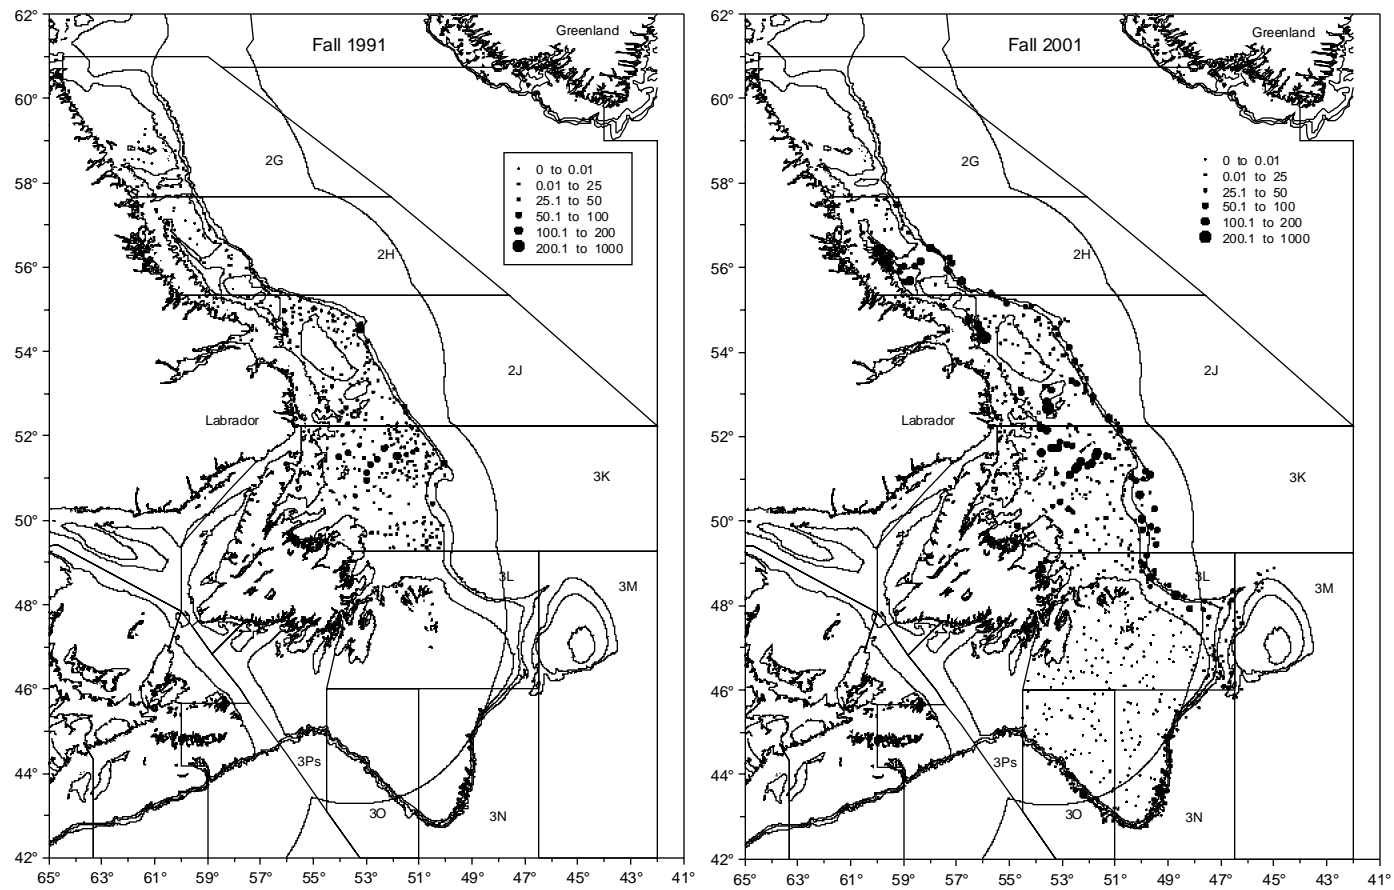 62°
60°
58°
56°
54°
52°
50°
48°
46°
44°
42°
65° 63° 61° 59° 57° 55° 53° 51° 49° 47° 45° 43° 41°
Fall 1991
Greenland
2G
0 to 0.01
0.01 to 25
25.1 to 50
50.1 to 100
100.1 to 200
200.1 to 1000
2H
2J
Labrador
3K
3L
3M
3Ps
3O
3N
62°
60°
58°
56°
54°
52°
50°
48°
46°
44°
42°
65° 63° 61° 59° 57° 55° 53° 51° 49° 47° 45° 43° 41°
Fall 2001
Greenland
2G
0 to 0.01
0.01 to 25
25.1 to 50
50.1 to 100
100.1 to 200
200.1 to 1000
2H
2J
Labrador
3K
3L
3M
3Ps
3O
3N